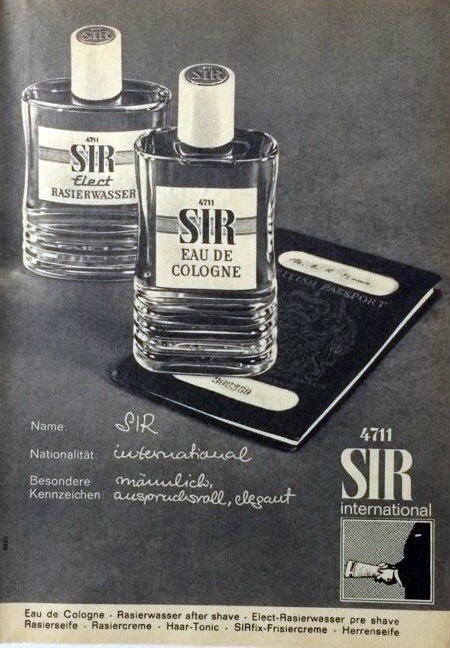 SIR
SIR
4711
SIR
Elect
RASIERWASSER
4711
SIR
EAU DE
COLOGNE
BRITISH PASSPORT
Name: SIR
Nationalität: international
Besondere Kennzeichen männlich,
anspruchsvoll, elegant
4711
SIR
international
Eau de Cologne · Rasierwasser after shave · Elect-Rasierwasser pre shave
Rasierseife · Rasiercreme · Haar-Tonic · SIRfix-Frisiercreme · Herrenseife